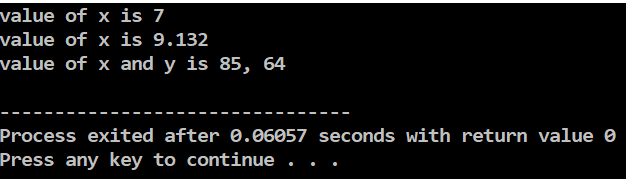 value of x is 7
value of x is 9.132
value of x and y is 85, 64
--------------------------------
Process exited after 0.06057 seconds with return value 0
Press any key to continue . . .